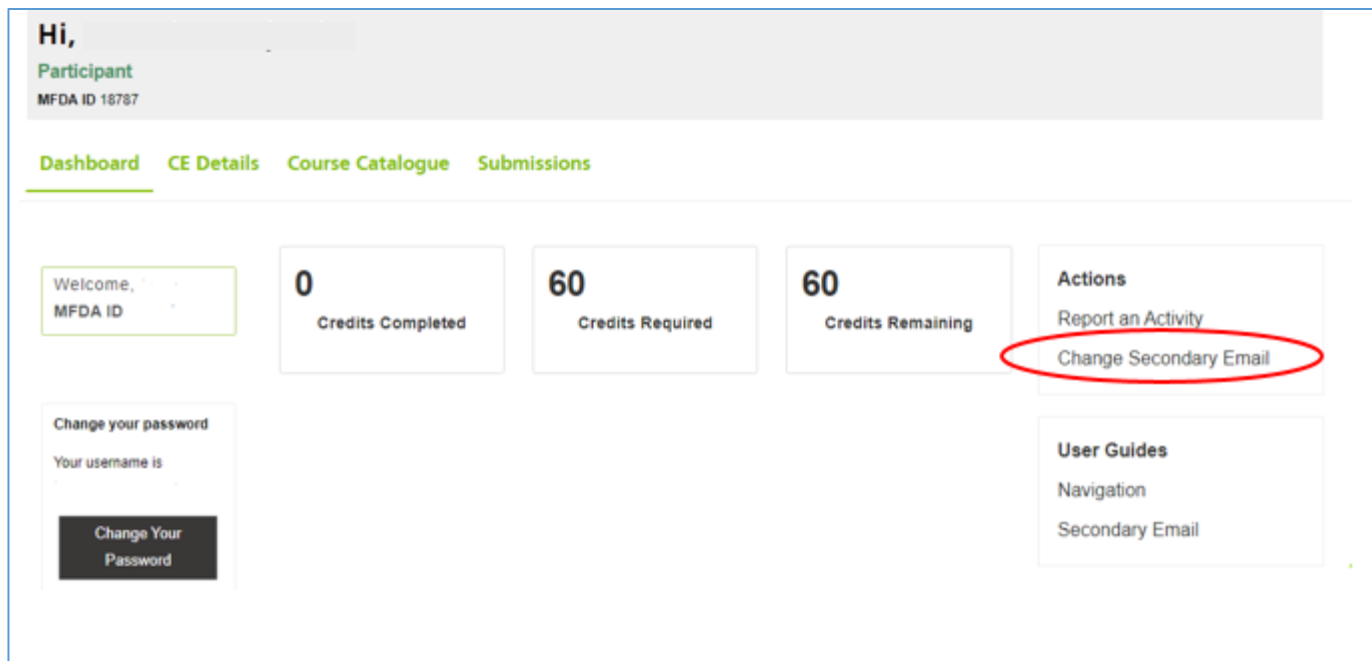 Hi,
Participant
MFDA ID 18787
Dashboard CE Details Course Catalogue Submissions
Welcome,
MFDA ID
0
Credits Completed
60
Credits Required
60
Credits Remaining
Actions
Report an Activity
Change Secondary Email
Change your password
Your username is
Change Your
Password
User Guides
Navigation
Secondary Email